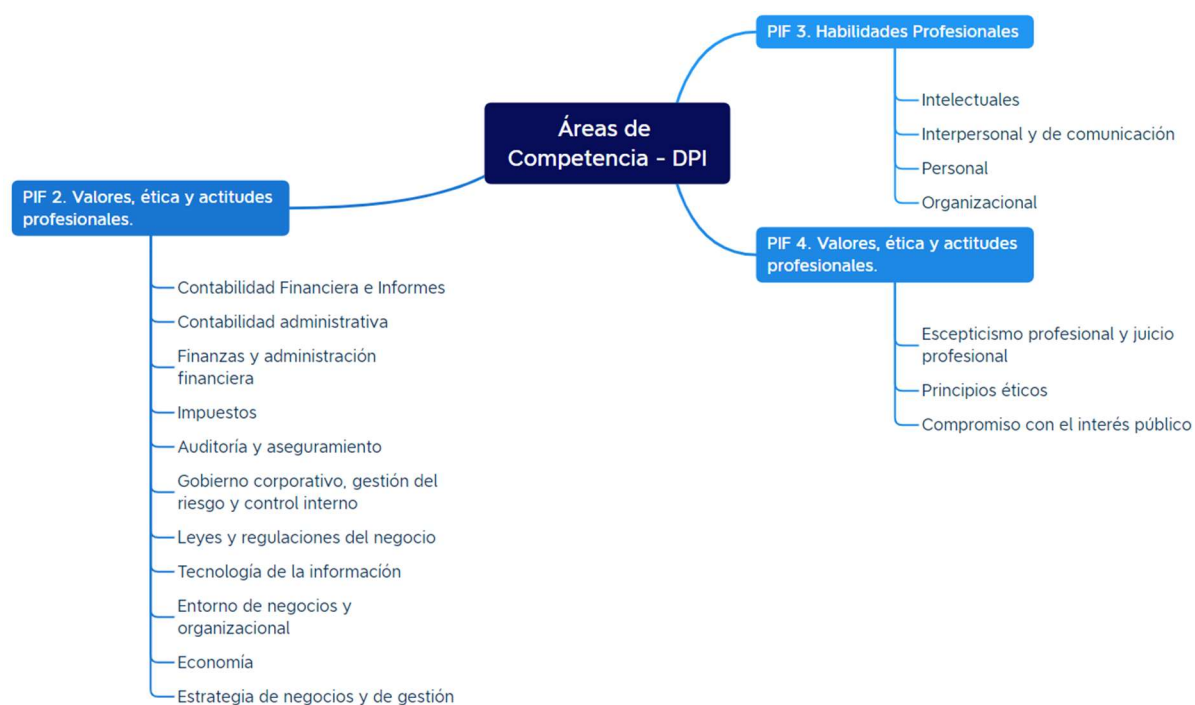 Áreas de
Competencia - DPI
PIF 2. Valores, ética y actitudes
profesionales.
Contabilidad Financiera e Informes
Contabilidad administrativa
Finanzas y administración
financiera
Impuestos
Auditoría y aseguramiento
Gobierno corporativo, gestión del
riesgo y control interno
Leyes y regulaciones del negocio
Tecnología de la información
Entorno de negocios y
organizacional
Economía
Estrategia de negocios y de gestión
PIF 3. Habilidades Profesionales
Intelectuales
Interpersonal y de comunicación
Personal
Organizacional
PIF 4. Valores, ética y actitudes
profesionales.
Escepticismo profesional y juicio
profesional
Principios éticos
Compromiso con el interés público